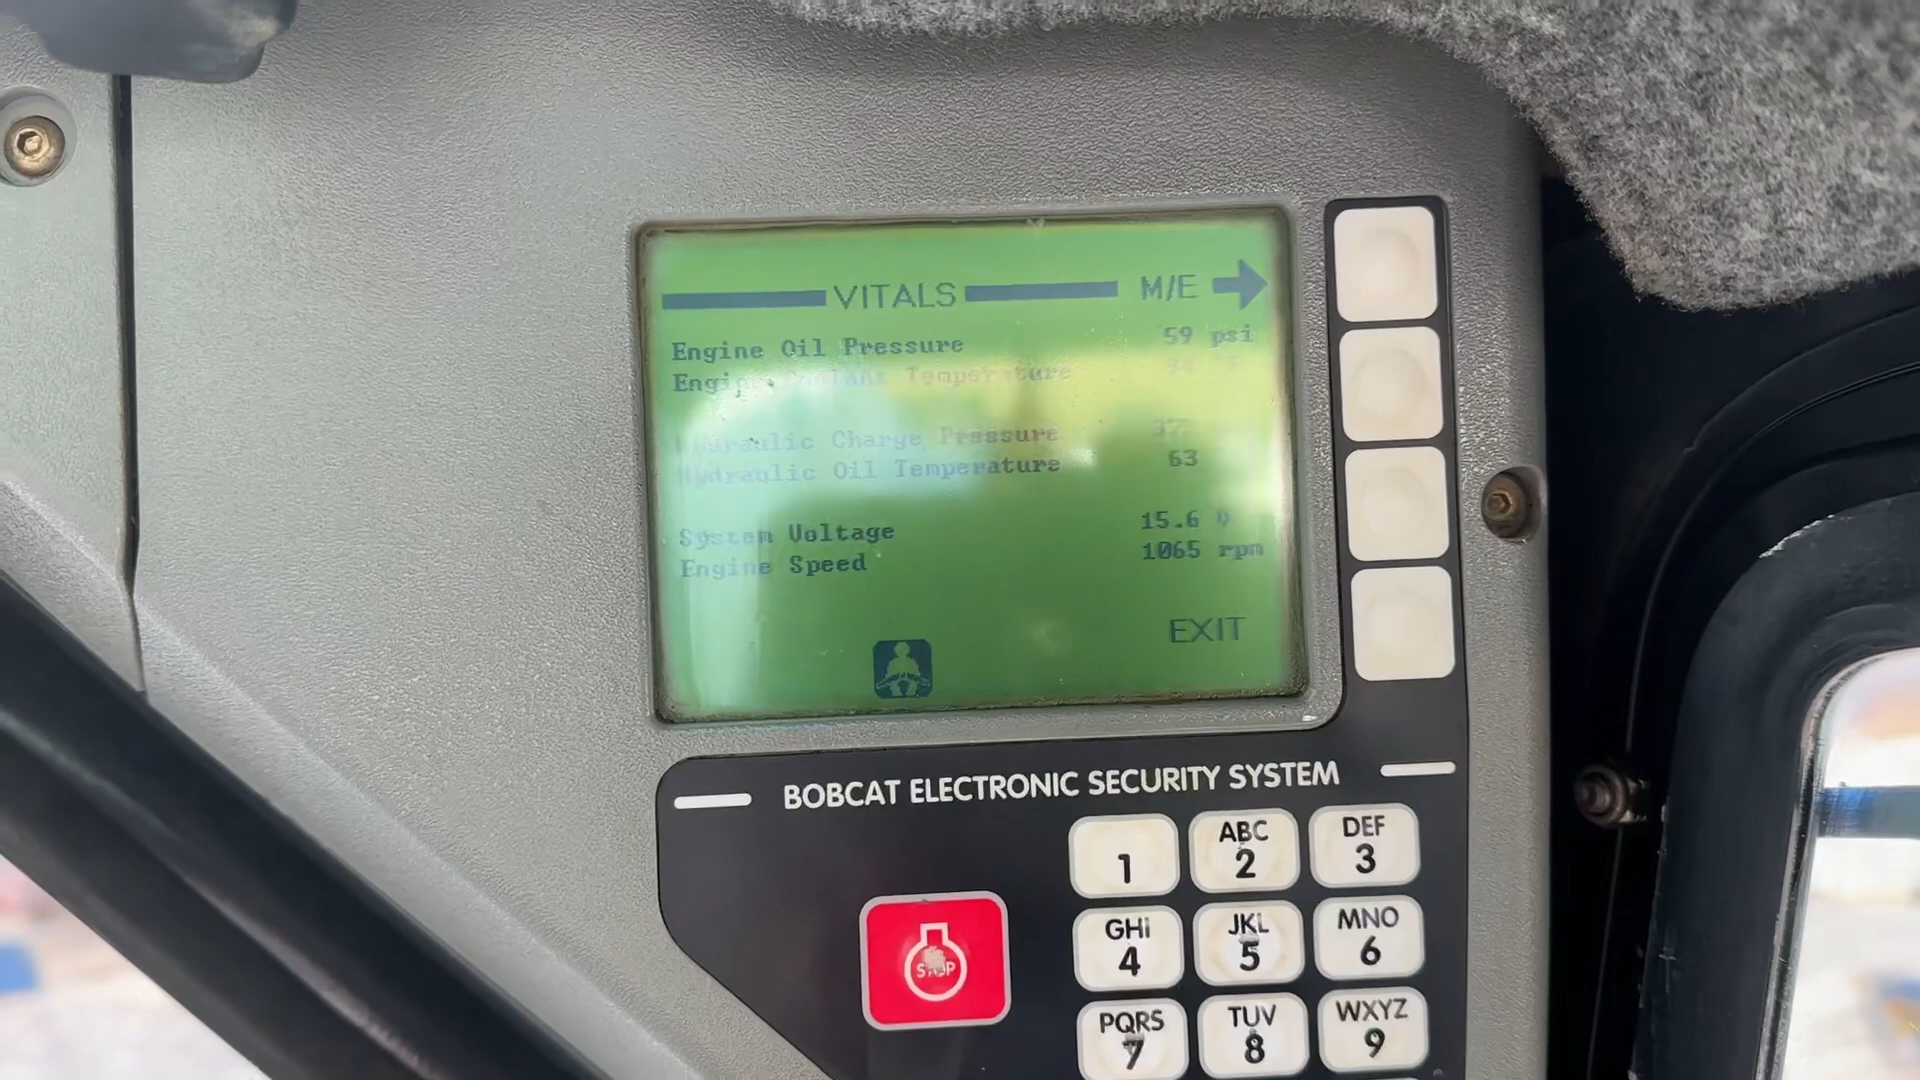 VITALS M/E
Engine Oil Pressure 59 psi
Engine Coolant Temperature
Hydraulic Charge Pressure
Hydraulic Oil Temperature 63
System Voltage 15.6 V
Engine Speed 1065 rpm
EXIT
BOBCAT ELECTRONIC SECURITY SYSTEM
1 ABC 2 DEF 3
STOP
GHI 4 JKL 5 MNO 6
PQRS 7 TUV 8 WXYZ 9